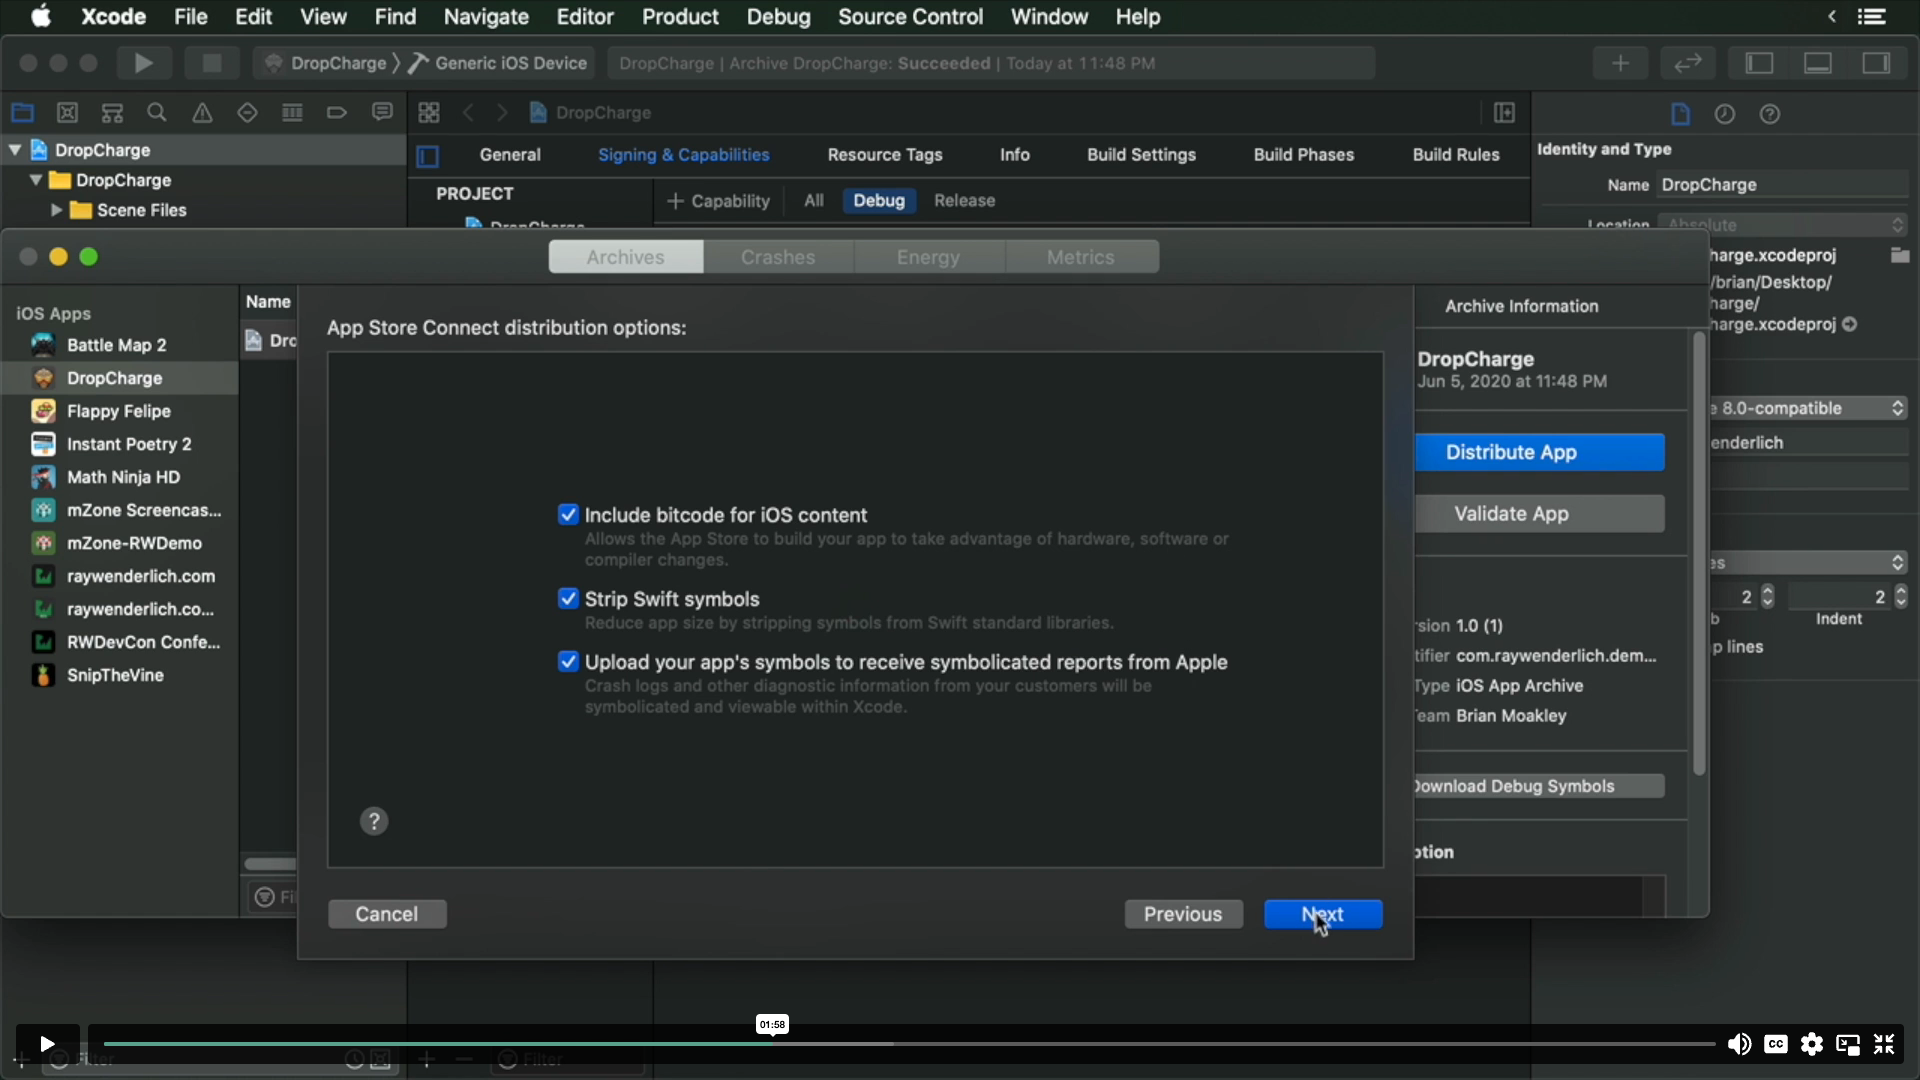 Xcode File Edit View Find Navigate Editor Product Debug Source Control Window Help
DropCharge Generic iOS Device
DropCharge | Archive DropCharge: Succeeded | Today at 11:48 PM
DropCharge
DropCharge
General Signing & Capabilities Resource Tags Info Build Settings Build Phases Build Rules
Identity and Type
DropCharge
Scene Files
PROJECT
+ Capability All Debug Release
Name DropCharge
Location Absolute
DropCharge
Archives Crashes Energy Metrics
harge.xcodeproj
/brian/Desktop/
harge/
harge.xcodeproj
iOS Apps
Battle Map 2
DropCharge
Flappy Felipe
Instant Poetry 2
Math Ninja HD
mZone Screencas...
mZone-RWDemo
raywenderlich.com
raywenderlich.co...
RWDevCon Confe...
SnipTheVine
Name
Dro
App Store Connect distribution options:
Include bitcode for iOS content
Allows the App Store to build your app to take advantage of hardware, software or
compiler changes.
Strip Swift symbols
Reduce app size by stripping symbols from Swift standard libraries.
Upload your app's symbols to receive symbolicated reports from Apple
Crash logs and other diagnostic information from your customers will be
symbolicated and viewable within Xcode.
?
Cancel Previous Next
Archive Information
DropCharge
Jun 5, 2020 at 11:48 PM
Distribute App
Validate App
rsion 1.0 (1)
tifier com.raywenderlich.dem...
Type iOS App Archive
Team Brian Moakley
Download Debug Symbols
ption
e 8.0-compatible
enderlich
es
2 2
b Indent
p lines
Fil
01:58
Filter
Filter
CC